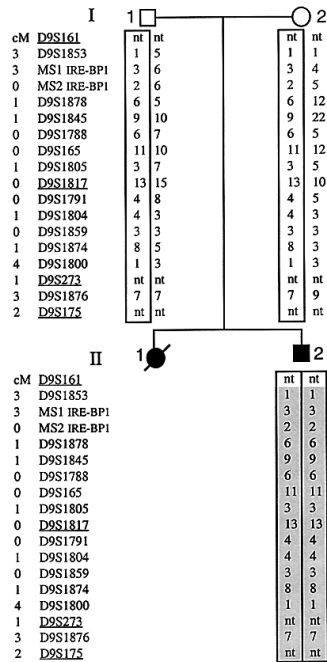 I 1 2
cM D9S161 nt nt nt nt
3 D9S1853 1 5 1 1
3 MS1 IRE-BP1 3 6 3 4
0 MS2 IRE-BP1 2 6 2 5
1 D9S1878 6 5 6 12
1 D9S1845 9 10 9 22
0 D9S1788 6 7 6 5
0 D9S165 11 10 11 12
1 D9S1805 3 7 3 5
0 D9S1817 13 15 13 10
0 D9S1791 4 8 4 5
1 D9S1804 4 3 4 3
0 D9S1859 3 3 3 3
1 D9S1874 8 5 8 3
4 D9S1800 1 3 1 3
1 D9S273 nt nt nt nt
3 D9S1876 7 7 7 9
2 D9S175 nt nt nt nt
II 1 2
cM D9S161 nt nt
3 D9S1853 1 1
3 MS1 IRE-BP1 3 3
0 MS2 IRE-BP1 2 2
1 D9S1878 6 6
1 D9S1845 9 9
0 D9S1788 6 6
0 D9S165 11 11
1 D9S1805 3 3
0 D9S1817 13 13
0 D9S1791 4 4
1 D9S1804 4 4
0 D9S1859 3 3
1 D9S1874 8 8
4 D9S1800 1 1
1 D9S273 nt nt
3 D9S1876 7 7
2 D9S175 nt nt